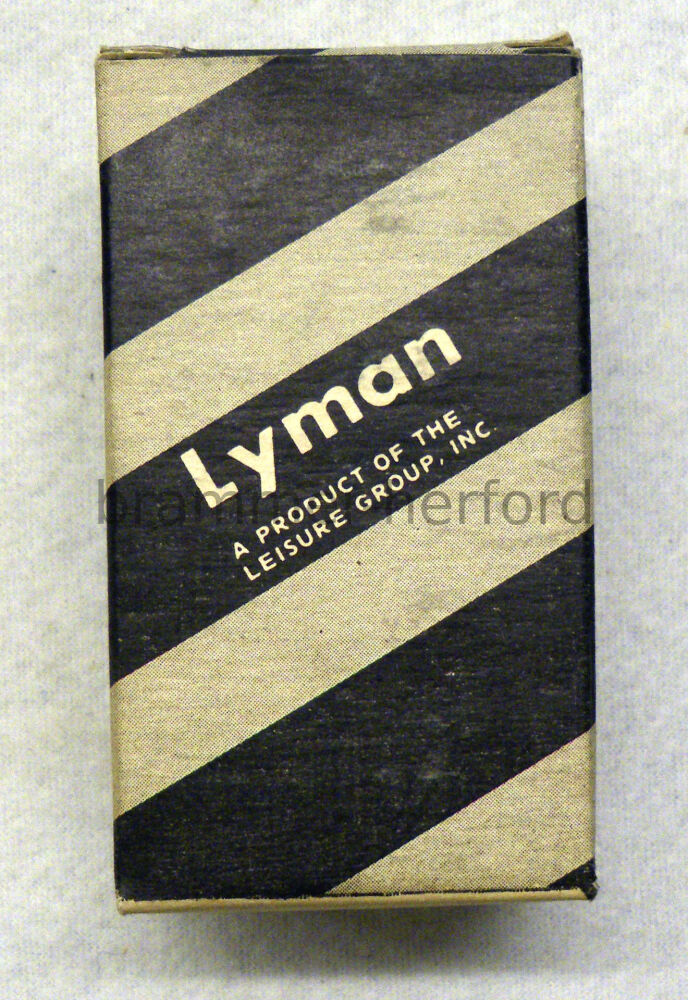 Lyman
A PRODUCT OF THE
LEISURE GROUP, INC.